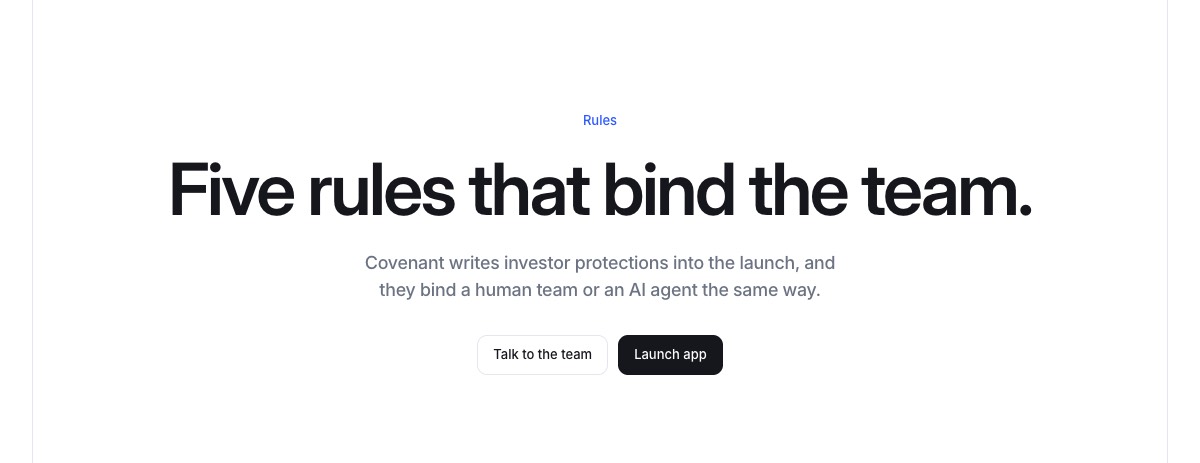 Rules
Five rules that bind the team.
Covenant writes investor protections into the launch, and
they bind a human team or an AI agent the same way.
Talk to the team
Launch app